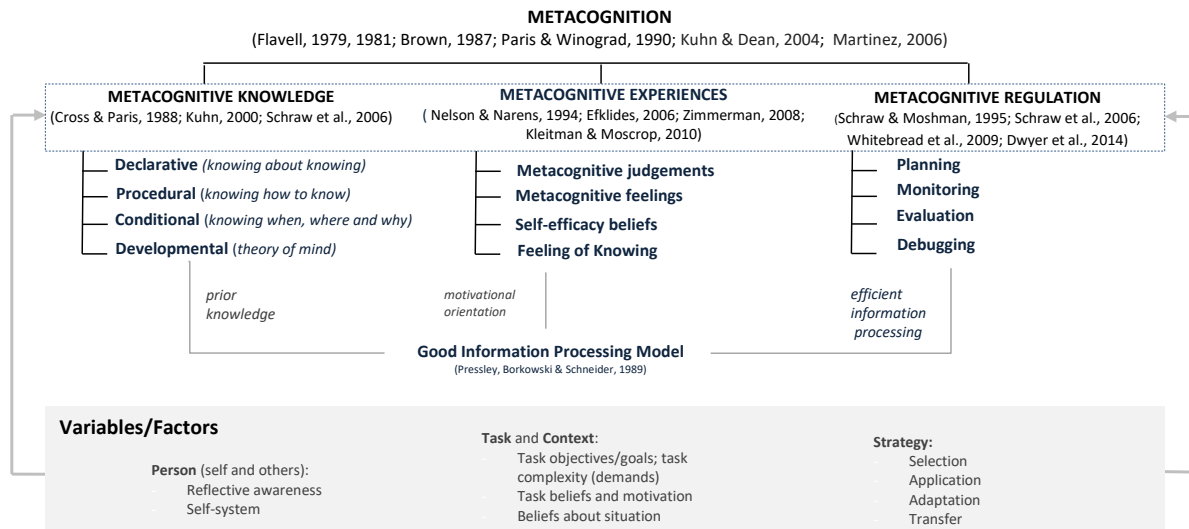 METACOGNITION
(Flavell, 1979, 1981; Brown, 1987; Paris & Winograd, 1990; Kuhn & Dean, 2004; Martinez, 2006)
METACOGNITIVE KNOWLEDGE
(Cross & Paris, 1988; Kuhn, 2000; Schraw et al., 2006)
METACOGNITIVE EXPERIENCES
( Nelson & Narens, 1994; Efklides, 2006; Zimmerman, 2008;
Kleitman & Moscrop, 2010)
METACOGNITIVE REGULATION
(Schraw & Moshman, 1995; Schraw et al., 2006;
Whitebread et al., 2009; Dwyer et al., 2014)
Declarative (knowing about knowing)
Procedural (knowing how to know)
Conditional (knowing when, where and why)
Developmental (theory of mind)
Metacognitive judgements
Metacognitive feelings
Self-efficacy beliefs
Feeling of Knowing
Planning
Monitoring
Evaluation
Debugging
prior
knowledge
motivational
orientation
efficient
information
processing
Good Information Processing Model
(Pressley, Borkowski & Schneider, 1989)
Variables/Factors
Person (self and others):
Reflective awareness
Self-system
Task and Context:
Task objectives/goals; task
complexity (demands)
Task beliefs and motivation
Beliefs about situation
Strategy:
Selection
Application
Adaptation
Transfer